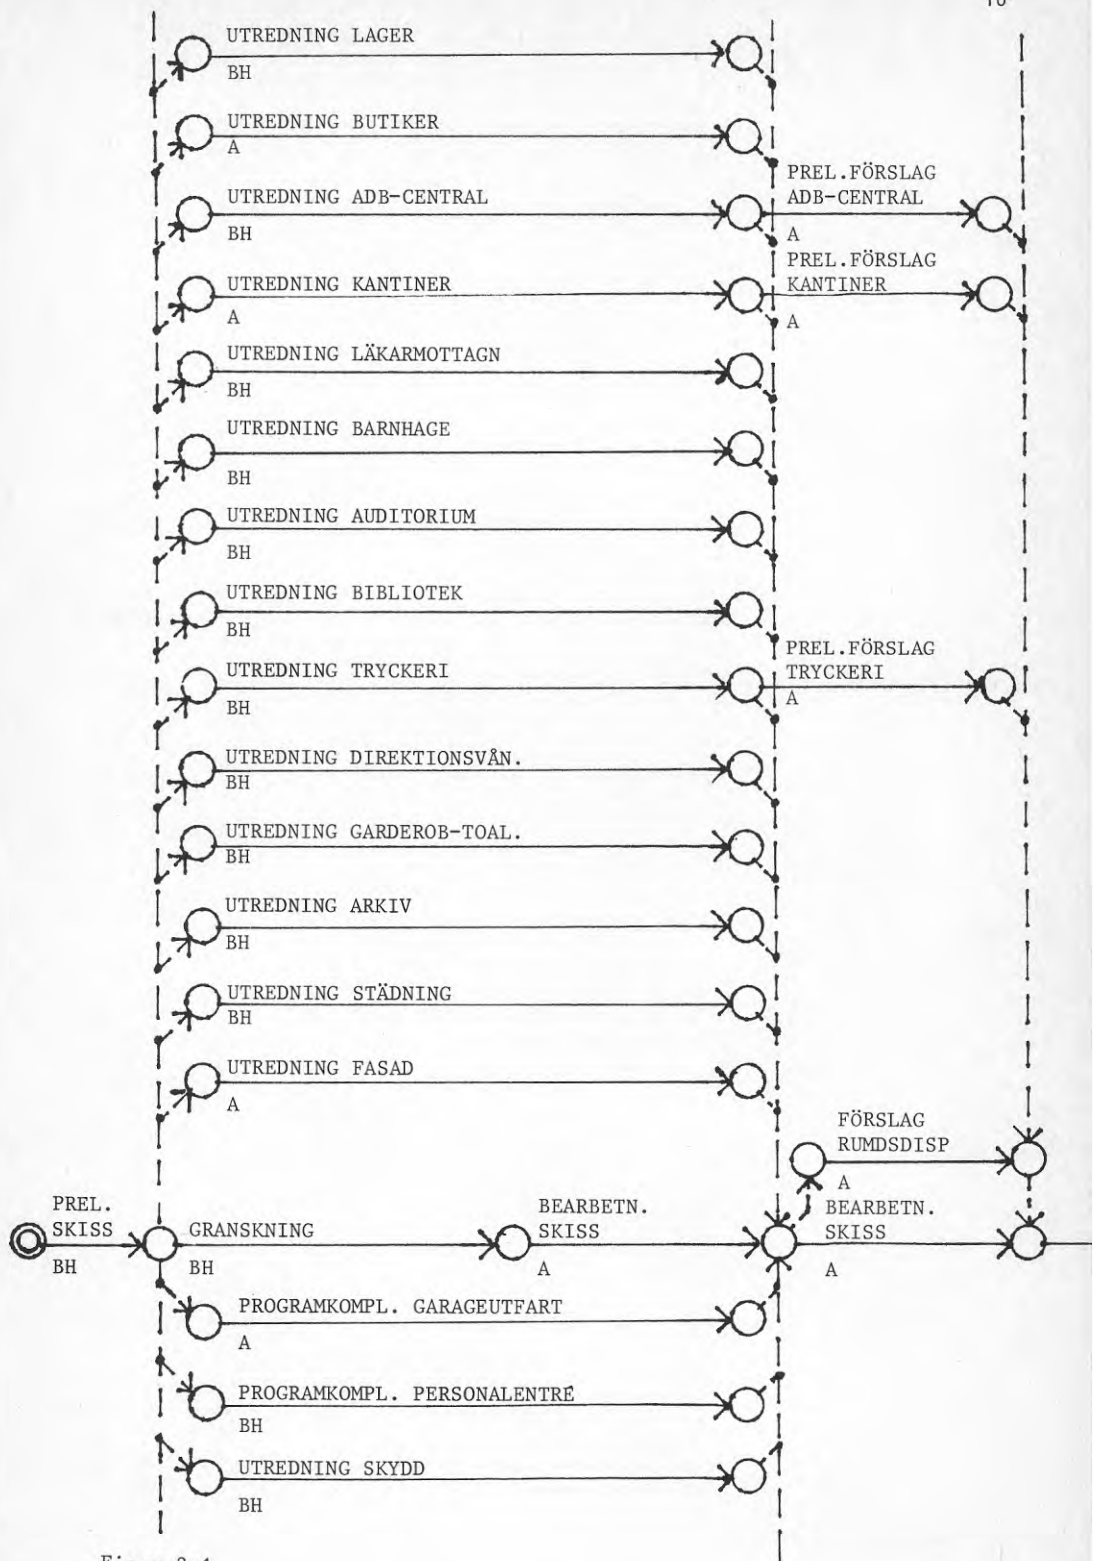 UTREDNING LAGER
BH
UTREDNING BUTIKER
A
PREL.FÖRSLAG
UTREDNING ADB-CENTRAL
ADB-CENTRAL
BH
A
PREL.FÖRSLAG
UTREDNING KANTINER
KANTINER
A
A
UTREDNING LÄKARMOTTAGN
BH
UTREDNING BARNHAGE
BH
UTREDNING AUDITORIUM
BH
UTREDNING BIBLIOTEK
BH
PREL.FÖRSLAG
UTREDNING TRYCKERI
TRYCKERI
BH
A
UTREDNING DIREKTIONSVÅN.
BH
UTREDNING GARDEROB-TOAL.
BH
UTREDNING ARKIV
BH
UTREDNING STÄDNING
BH
UTREDNING FASAD
A
FÖRSLAG
RUMDSDISP
A
PREL.
SKISS
BH
GRANSKNING
BH
BEARBETN.
SKISS
A
BEARBETN.
SKISS
A
PROGRAMKOMPL. GARAGEUTFART
A
PROGRAMKOMPL. PERSONALENTRÉ
BH
UTREDNING SKYDD
BH